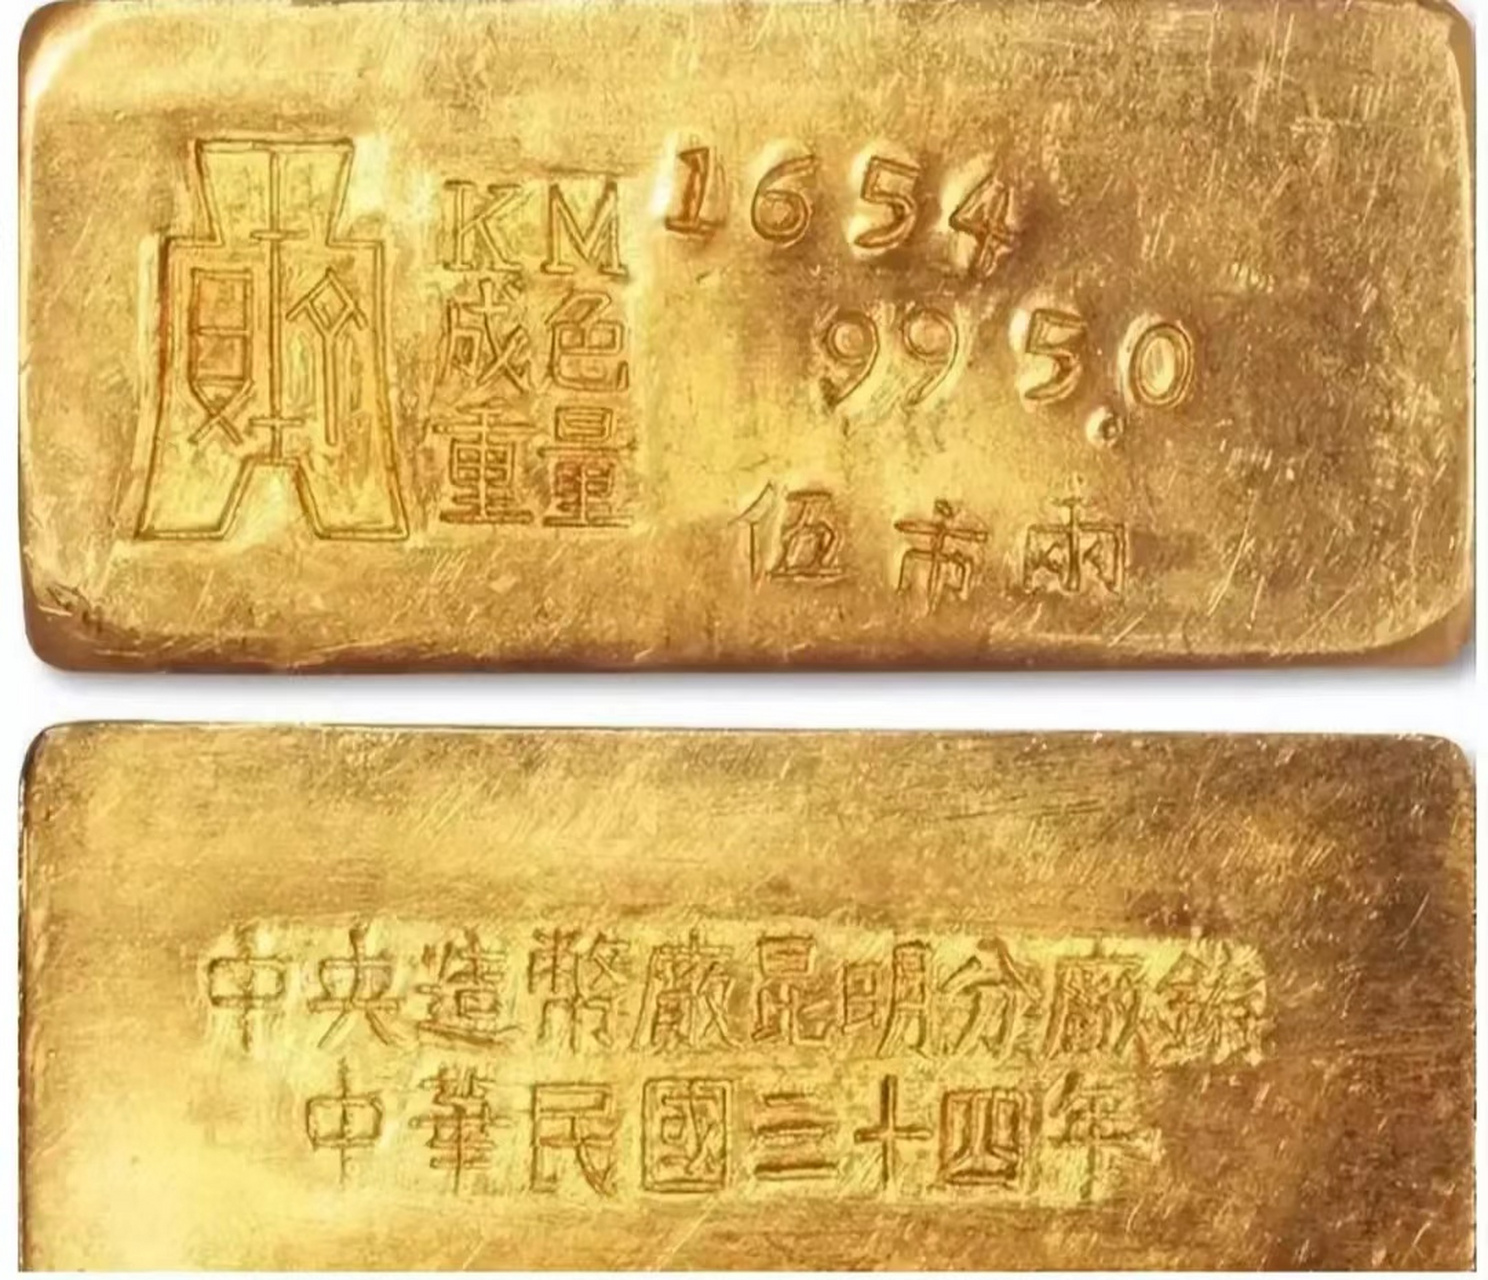 KM 1654
成色 995.0
重量 伍市兩
中央造幣廠昆明分廠鑄
中華民國三十四年